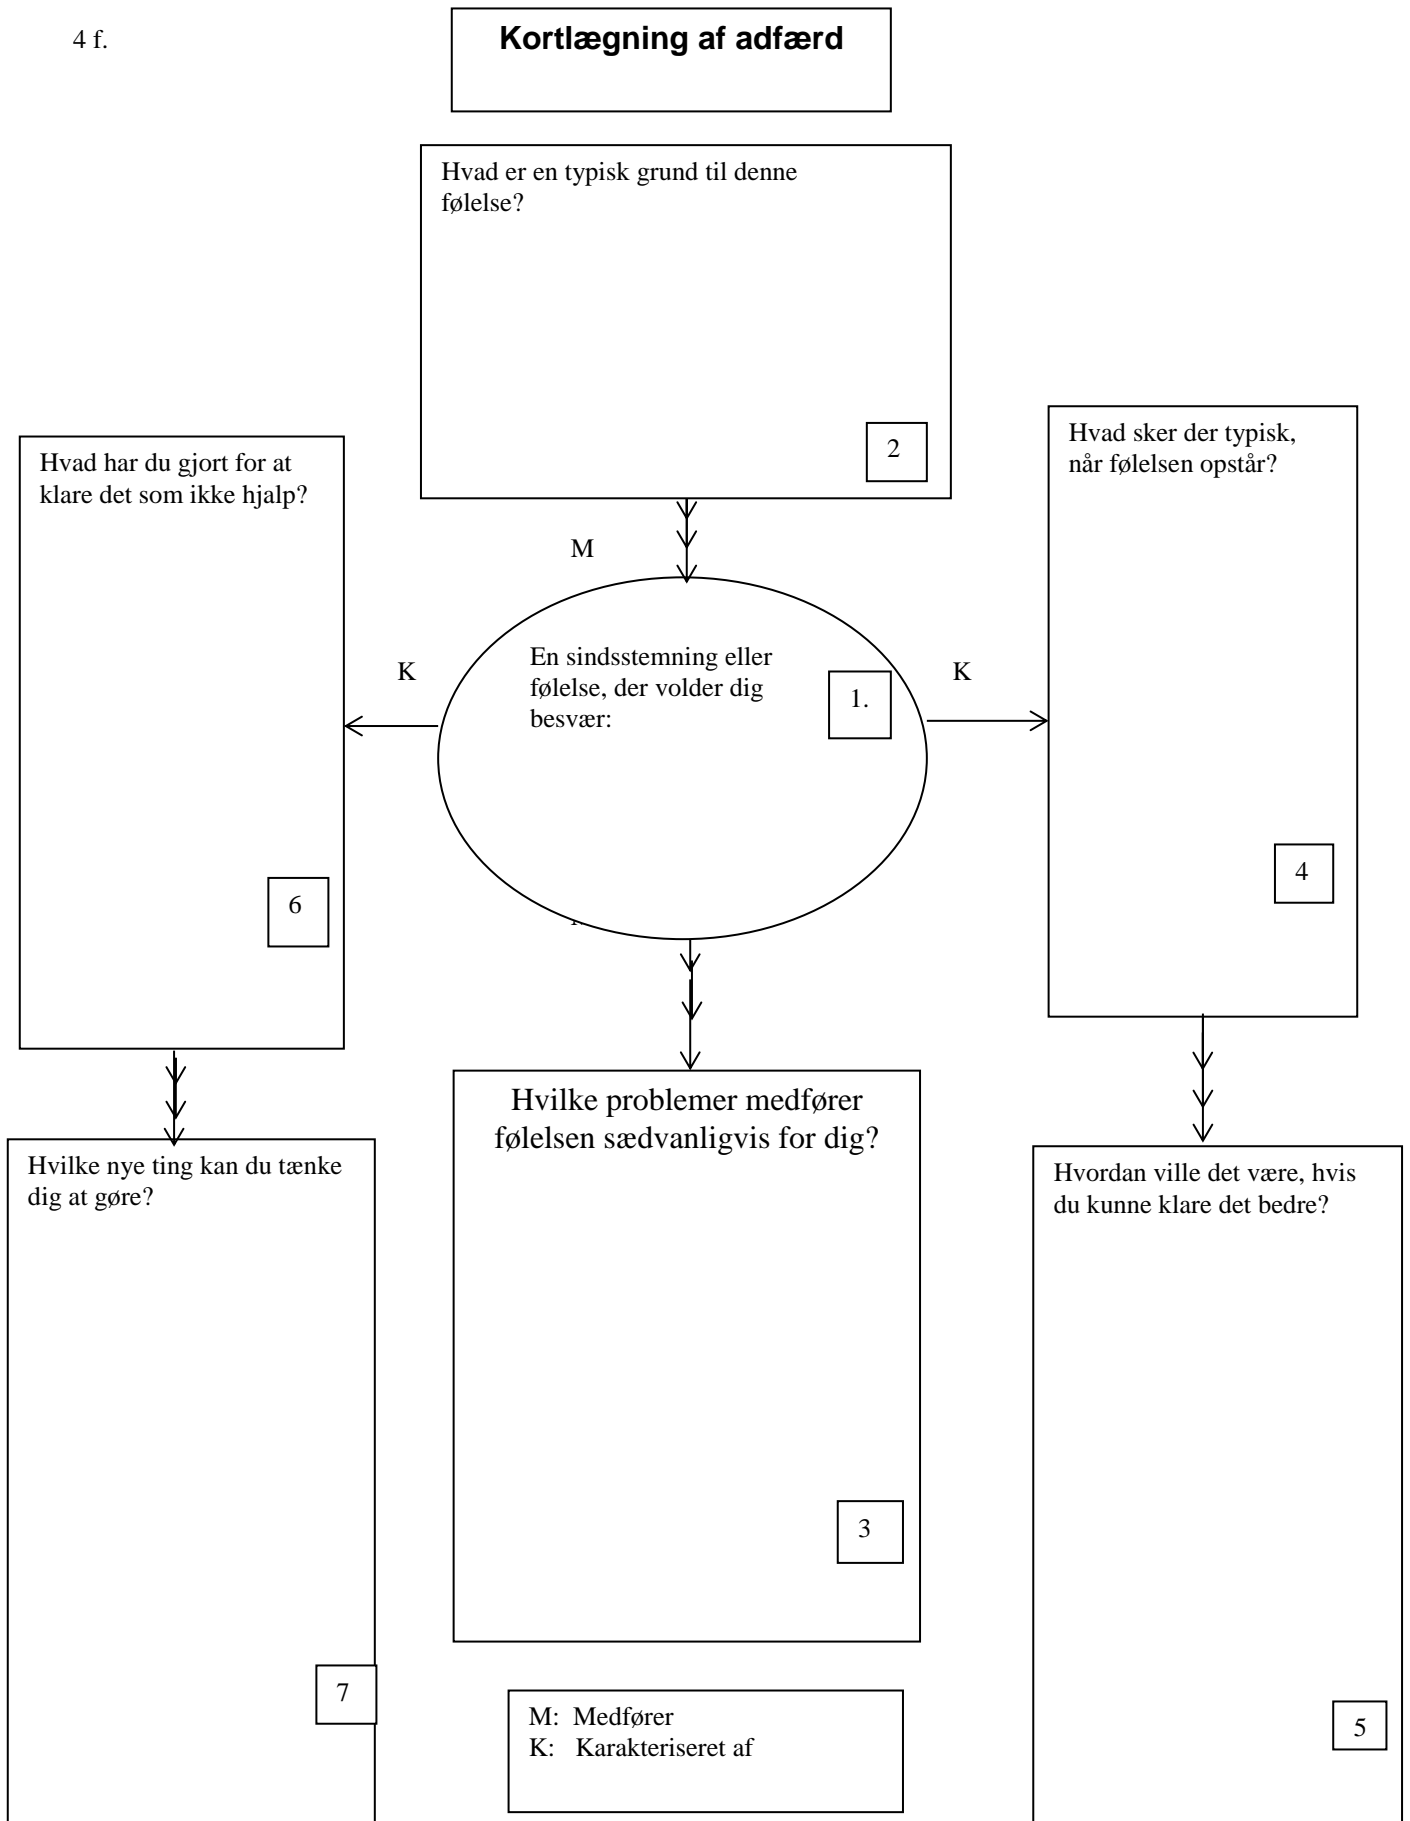 4 f.
Kortlægning af adfærd
Hvad er en typisk grund til denne
følelse?
2
Hvad har du gjort for at
klare det som ikke hjalp?
6
Hvad sker der typisk,
når følelsen opstår?
4
M
K
En sindsstemning eller
følelse, der volder dig
besvær:
1.
K
Hvilke problemer medfører
følelsen sædvanligvis for dig?
3
Hvilke nye ting kan du tænke
dig at gøre?
7
Hvordan ville det være, hvis
du kunne klare det bedre?
5
M: Medfører
K: Karakteriseret af